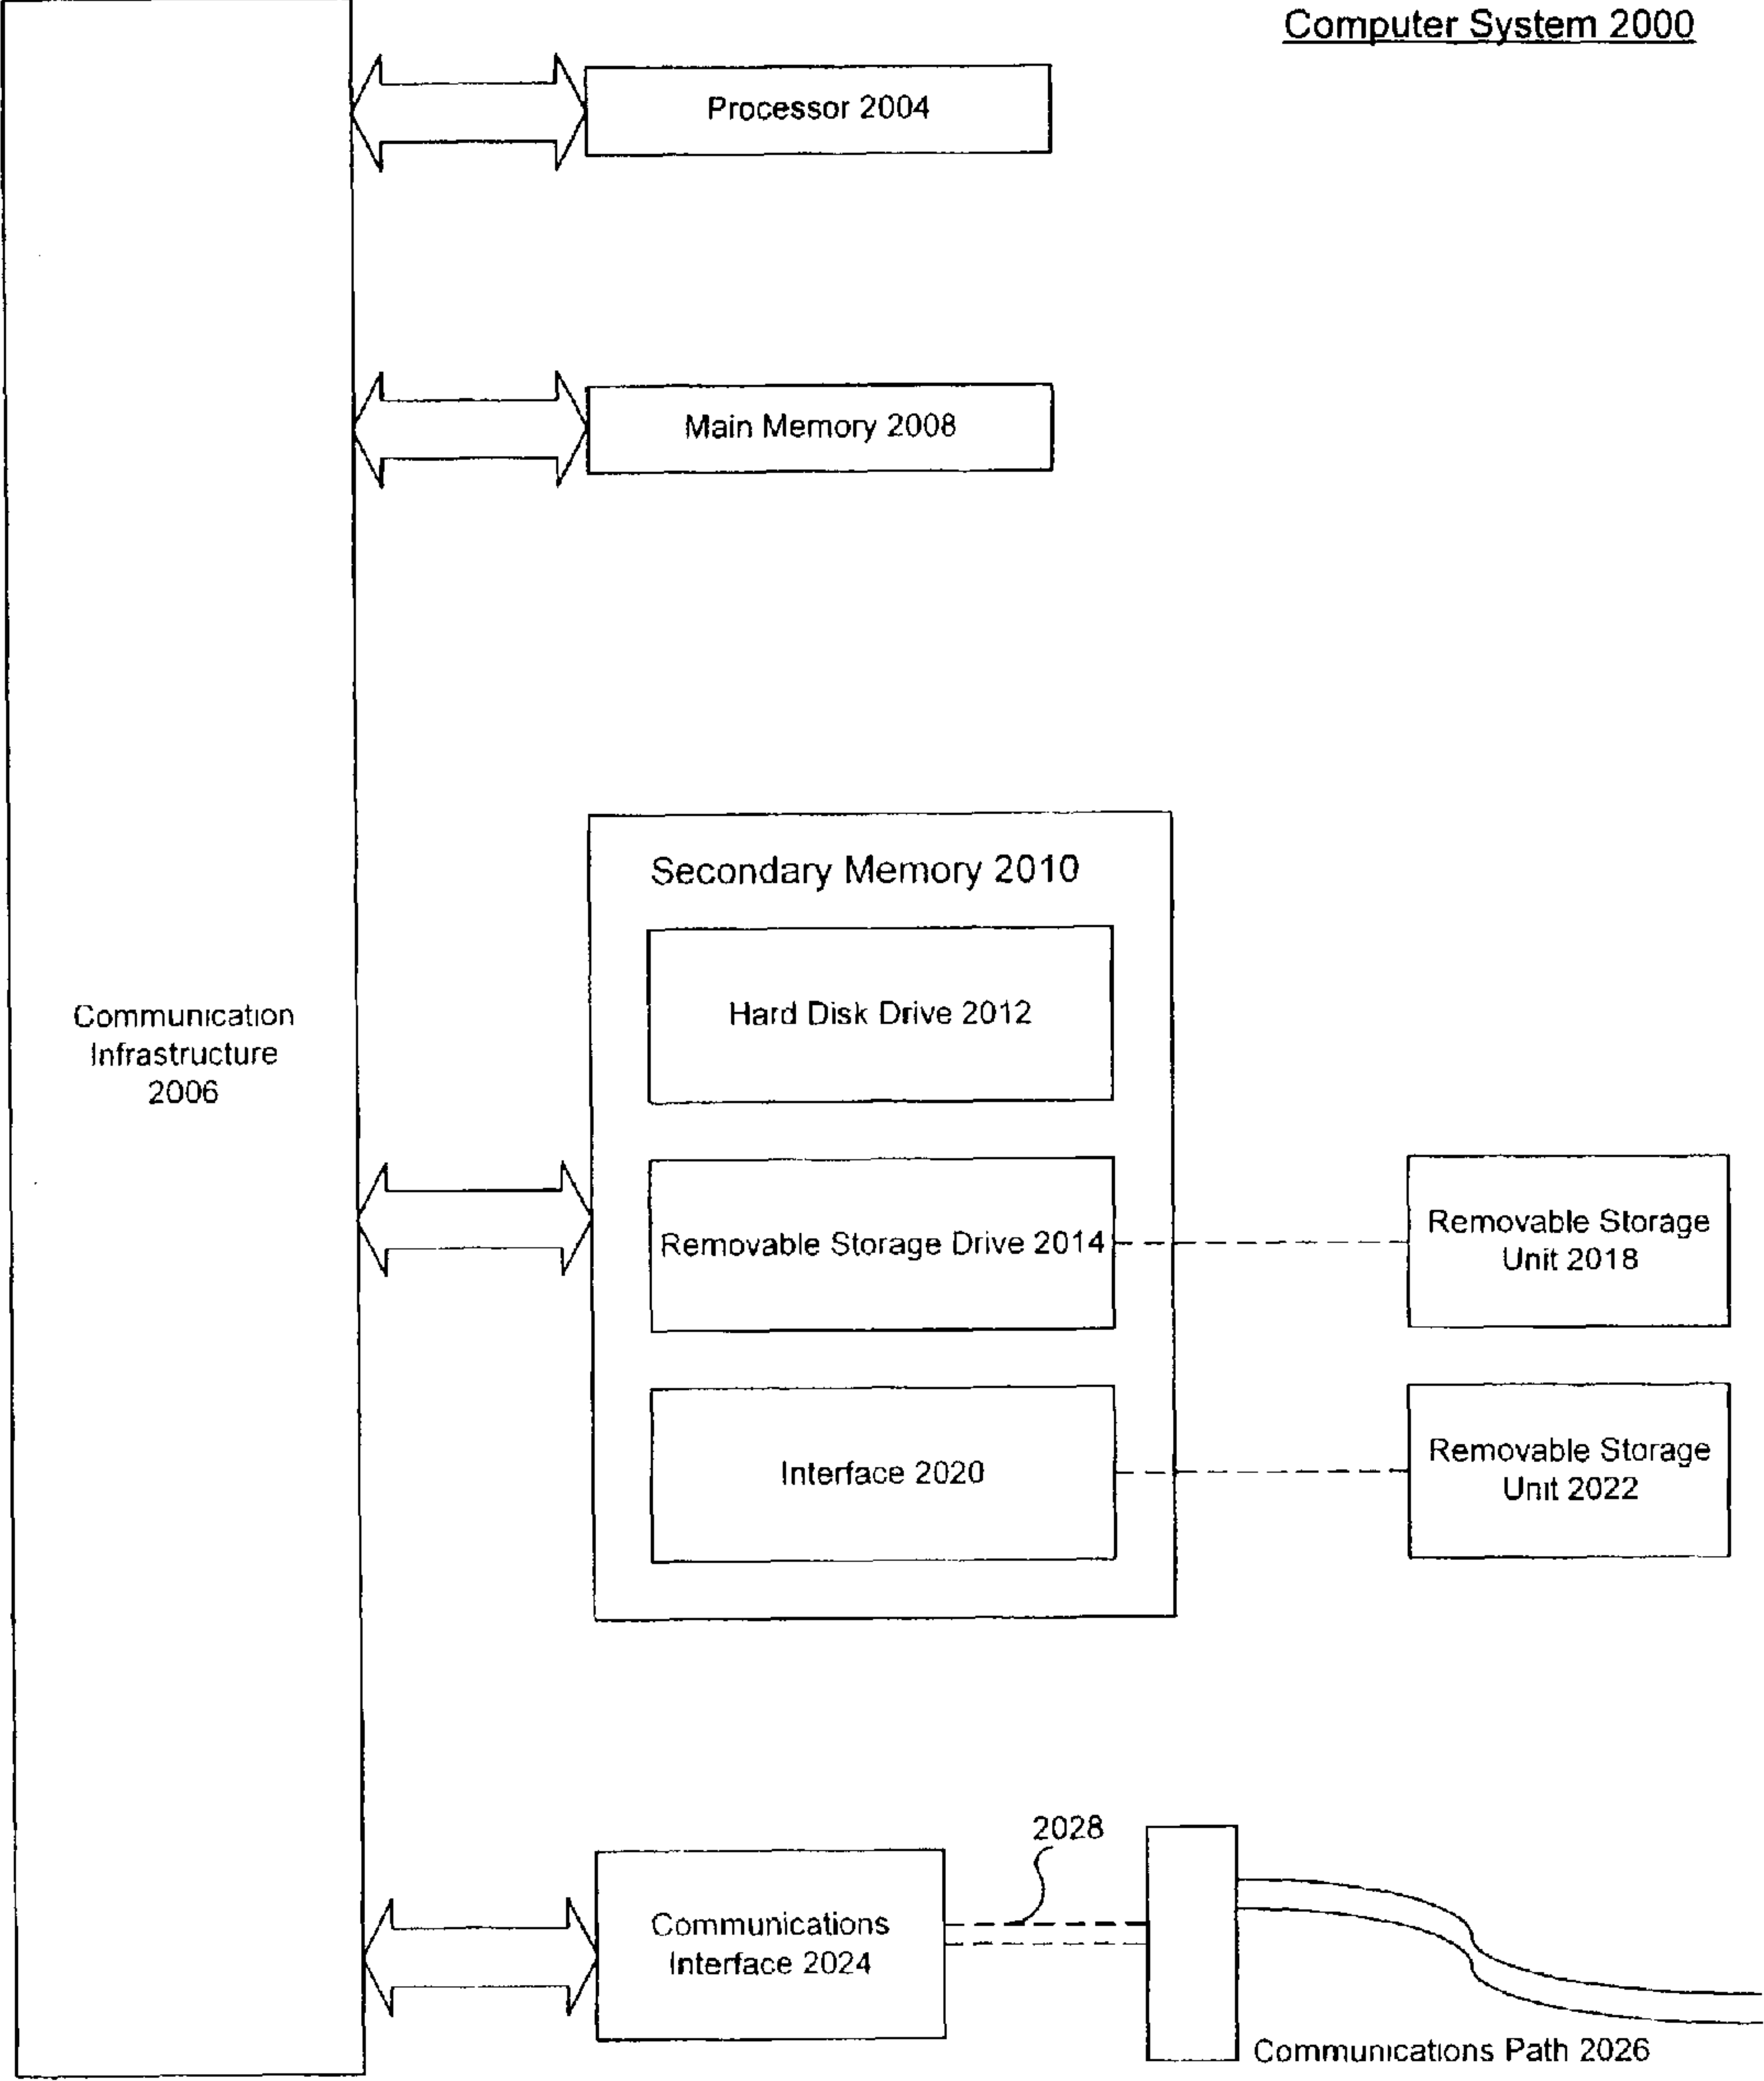 Computer System 2000
Processor 2004
Main Memory 2008
Secondary Memory 2010
Hard Disk Drive 2012
Communication
Infrastructure
2006
Removable Storage Drive 2014
Removable Storage
Unit 2018
Interface 2020
Removable Storage
Unit 2022
2028
Communications
Interface 2024
Communications Path 2026